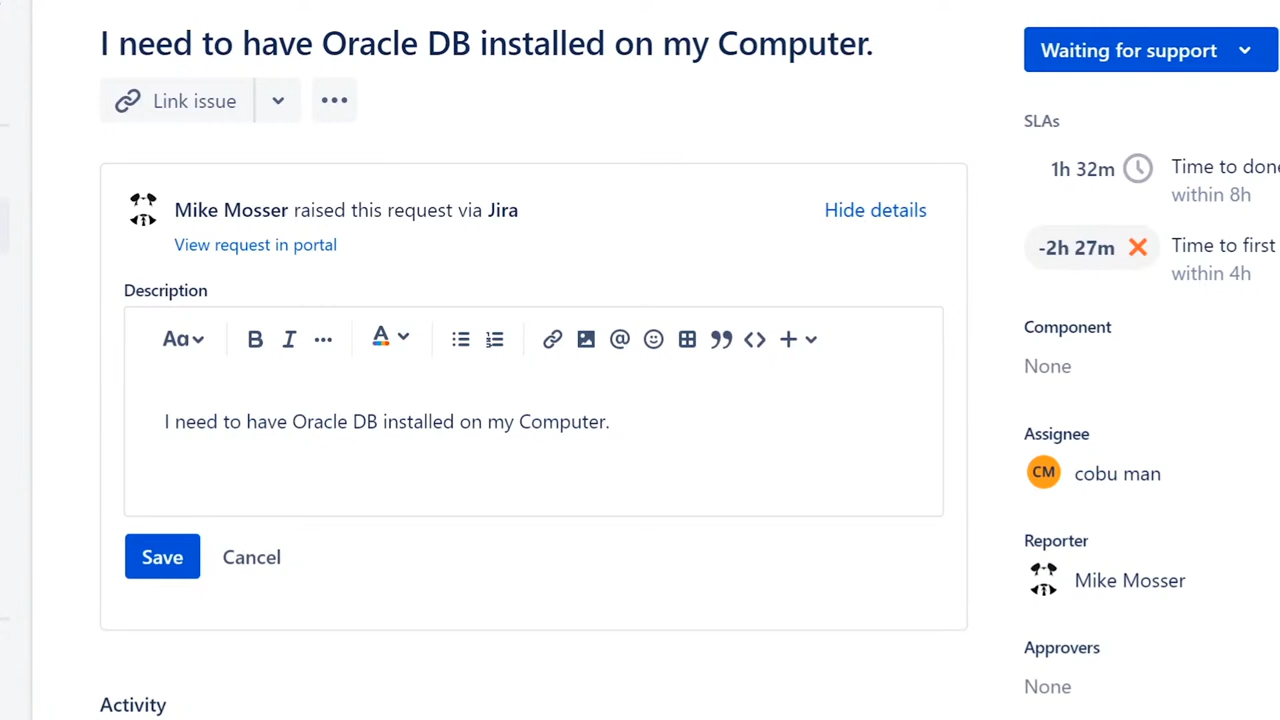 I need to have Oracle DB installed on my Computer.
Link issue
Mike Mosser raised this request via Jira
Hide details
View request in portal
Description
Aa
B I
A
@
I need to have Oracle DB installed on my Computer.
Save Cancel
Activity
Waiting for support
SLAs
1h 32m Time to done
within 8h
-2h 27m Time to first
within 4h
Component
None
Assignee
CM cobu man
Reporter
Mike Mosser
Approvers
None